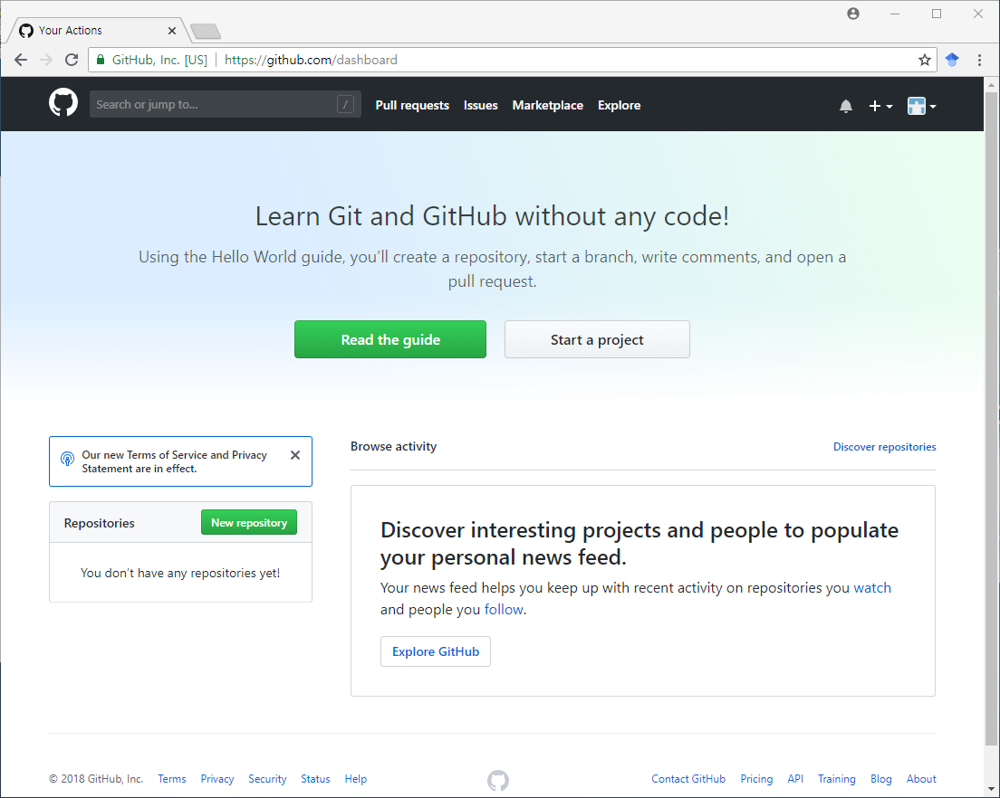 Your Actions
GitHub, Inc. [US] | https://github.com/dashboard
Search or jump to... / Pull requests Issues Marketplace Explore
Learn Git and GitHub without any code!
Using the Hello World guide, you’ll create a repository, start a branch, write comments, and open a
pull request.
Read the guide Start a project
Our new Terms of Service and Privacy
Statement are in effect.
Repositories New repository
You don’t have any repositories yet!
Browse activity Discover repositories
Discover interesting projects and people to populate
your personal news feed.
Your news feed helps you keep up with recent activity on repositories you watch
and people you follow.
Explore GitHub
© 2018 GitHub, Inc. Terms Privacy Security Status Help Contact GitHub Pricing API Training Blog About